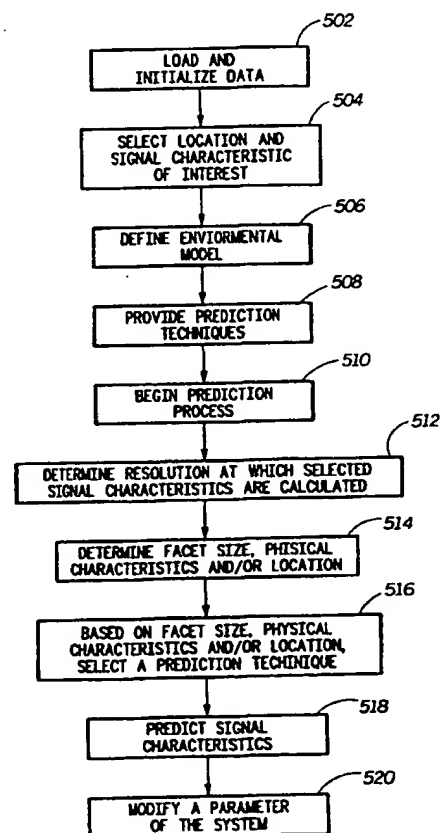 502
LOAD AND
INITIALIZE DATA
504
SELECT LOCATION AND
SIGNAL CHARACTERISTIC
OF INTEREST
506
DEFINE ENVIORMENTAL
MODEL
508
PROVIDE PREDICTION
TECHNIQUES
510
BEGIN PREDICTION
PROCESS
512
DETERMINE RESOLUTION AT WHICH SELECTED
SIGNAL CHARACTERISTICS ARE CALCULATED
514
DETERMINE FACET SIZE, PHISICAL
CHARACTERISTICS AND/OR LOCATION
516
BASED ON FACET SIZE, PHYSICAL
CHARACTERISTICS AND/OR LOCATION,
SELECT A PREDICTION TECHINIQUE
518
PREDICT SIGNAL
CHARACTERISTICS
520
MODIFY A PARAMETER
OF THE SYSTEM